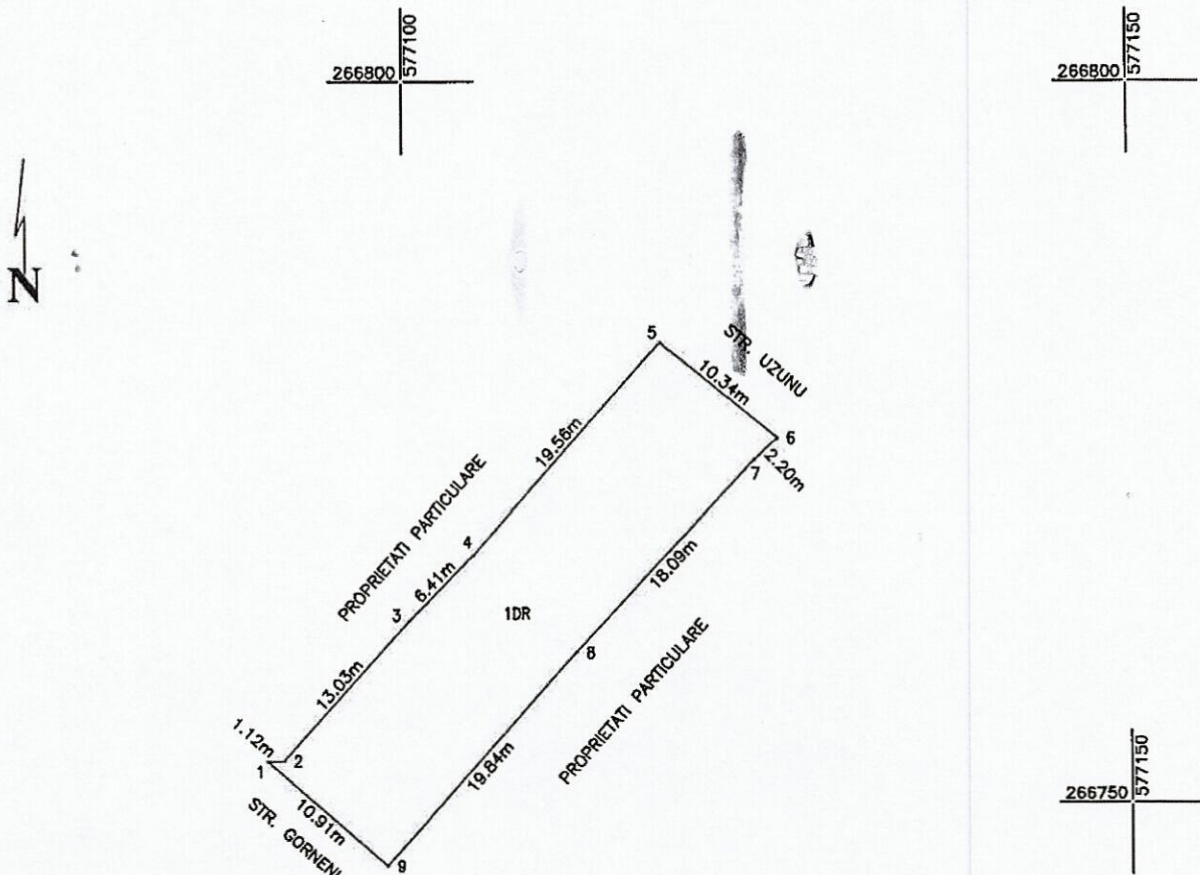 577100
577150
266800
266800
N
5
STR. UZUNU
10.34m
6
2.20m
7
19.56m
PROPRIETATI PARTICULARE
4
6.41m
3
1DR
18.09m
8
PROPRIETATI PARTICULARE
13.03m
1.12m
2
1
19.84m
577150
266750
10.91m
STR. GORNENI
9